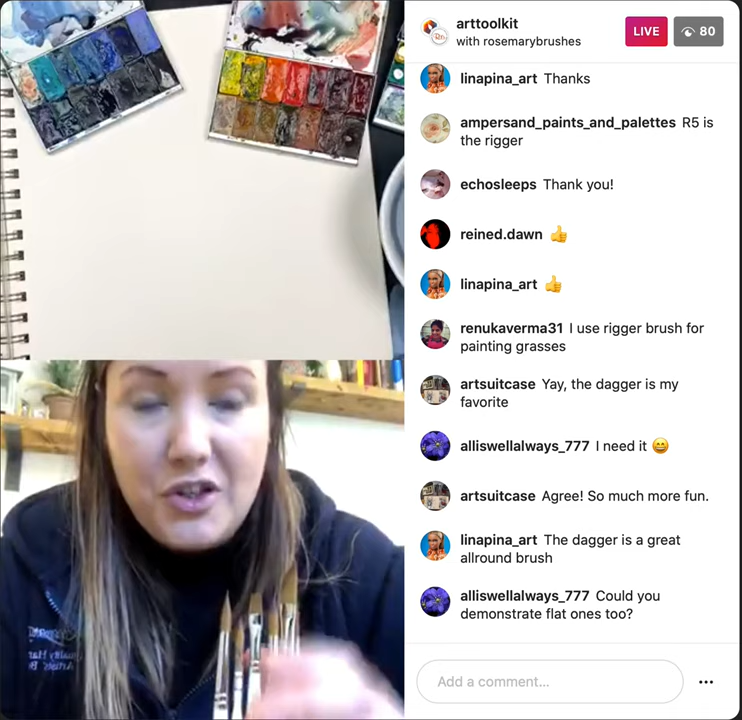 arttoolkit
with rosemarybrushes
LIVE
80
linapina_art Thanks
ampersand_paints_and_palettes R5 is
the rigger
echosleeps Thank you!
reined.dawn 👍
linapina_art 👍
renukaverma31 I use rigger brush for
painting grasses
artsuitcase Yay, the dagger is my
favorite
alliswellalways_777 I need it 😄
artsuitcase Agree! So much more fun.
linapina_art The dagger is a great
allround brush
alliswellalways_777 Could you
demonstrate flat ones too?
Add a comment...